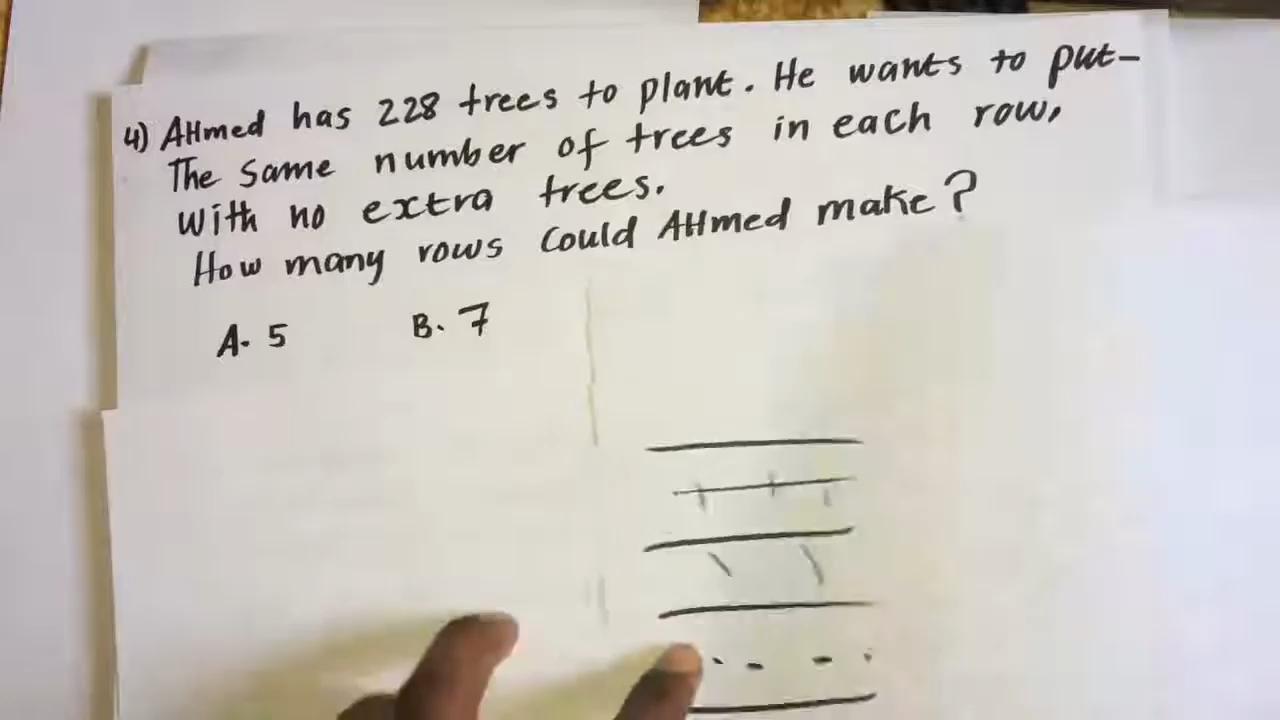 4) AHmed has 228 trees to plant. He wants to put-
The same number of trees in each row,
with no extra trees.
How many rows could AHmed make?
A. 5 B. 7